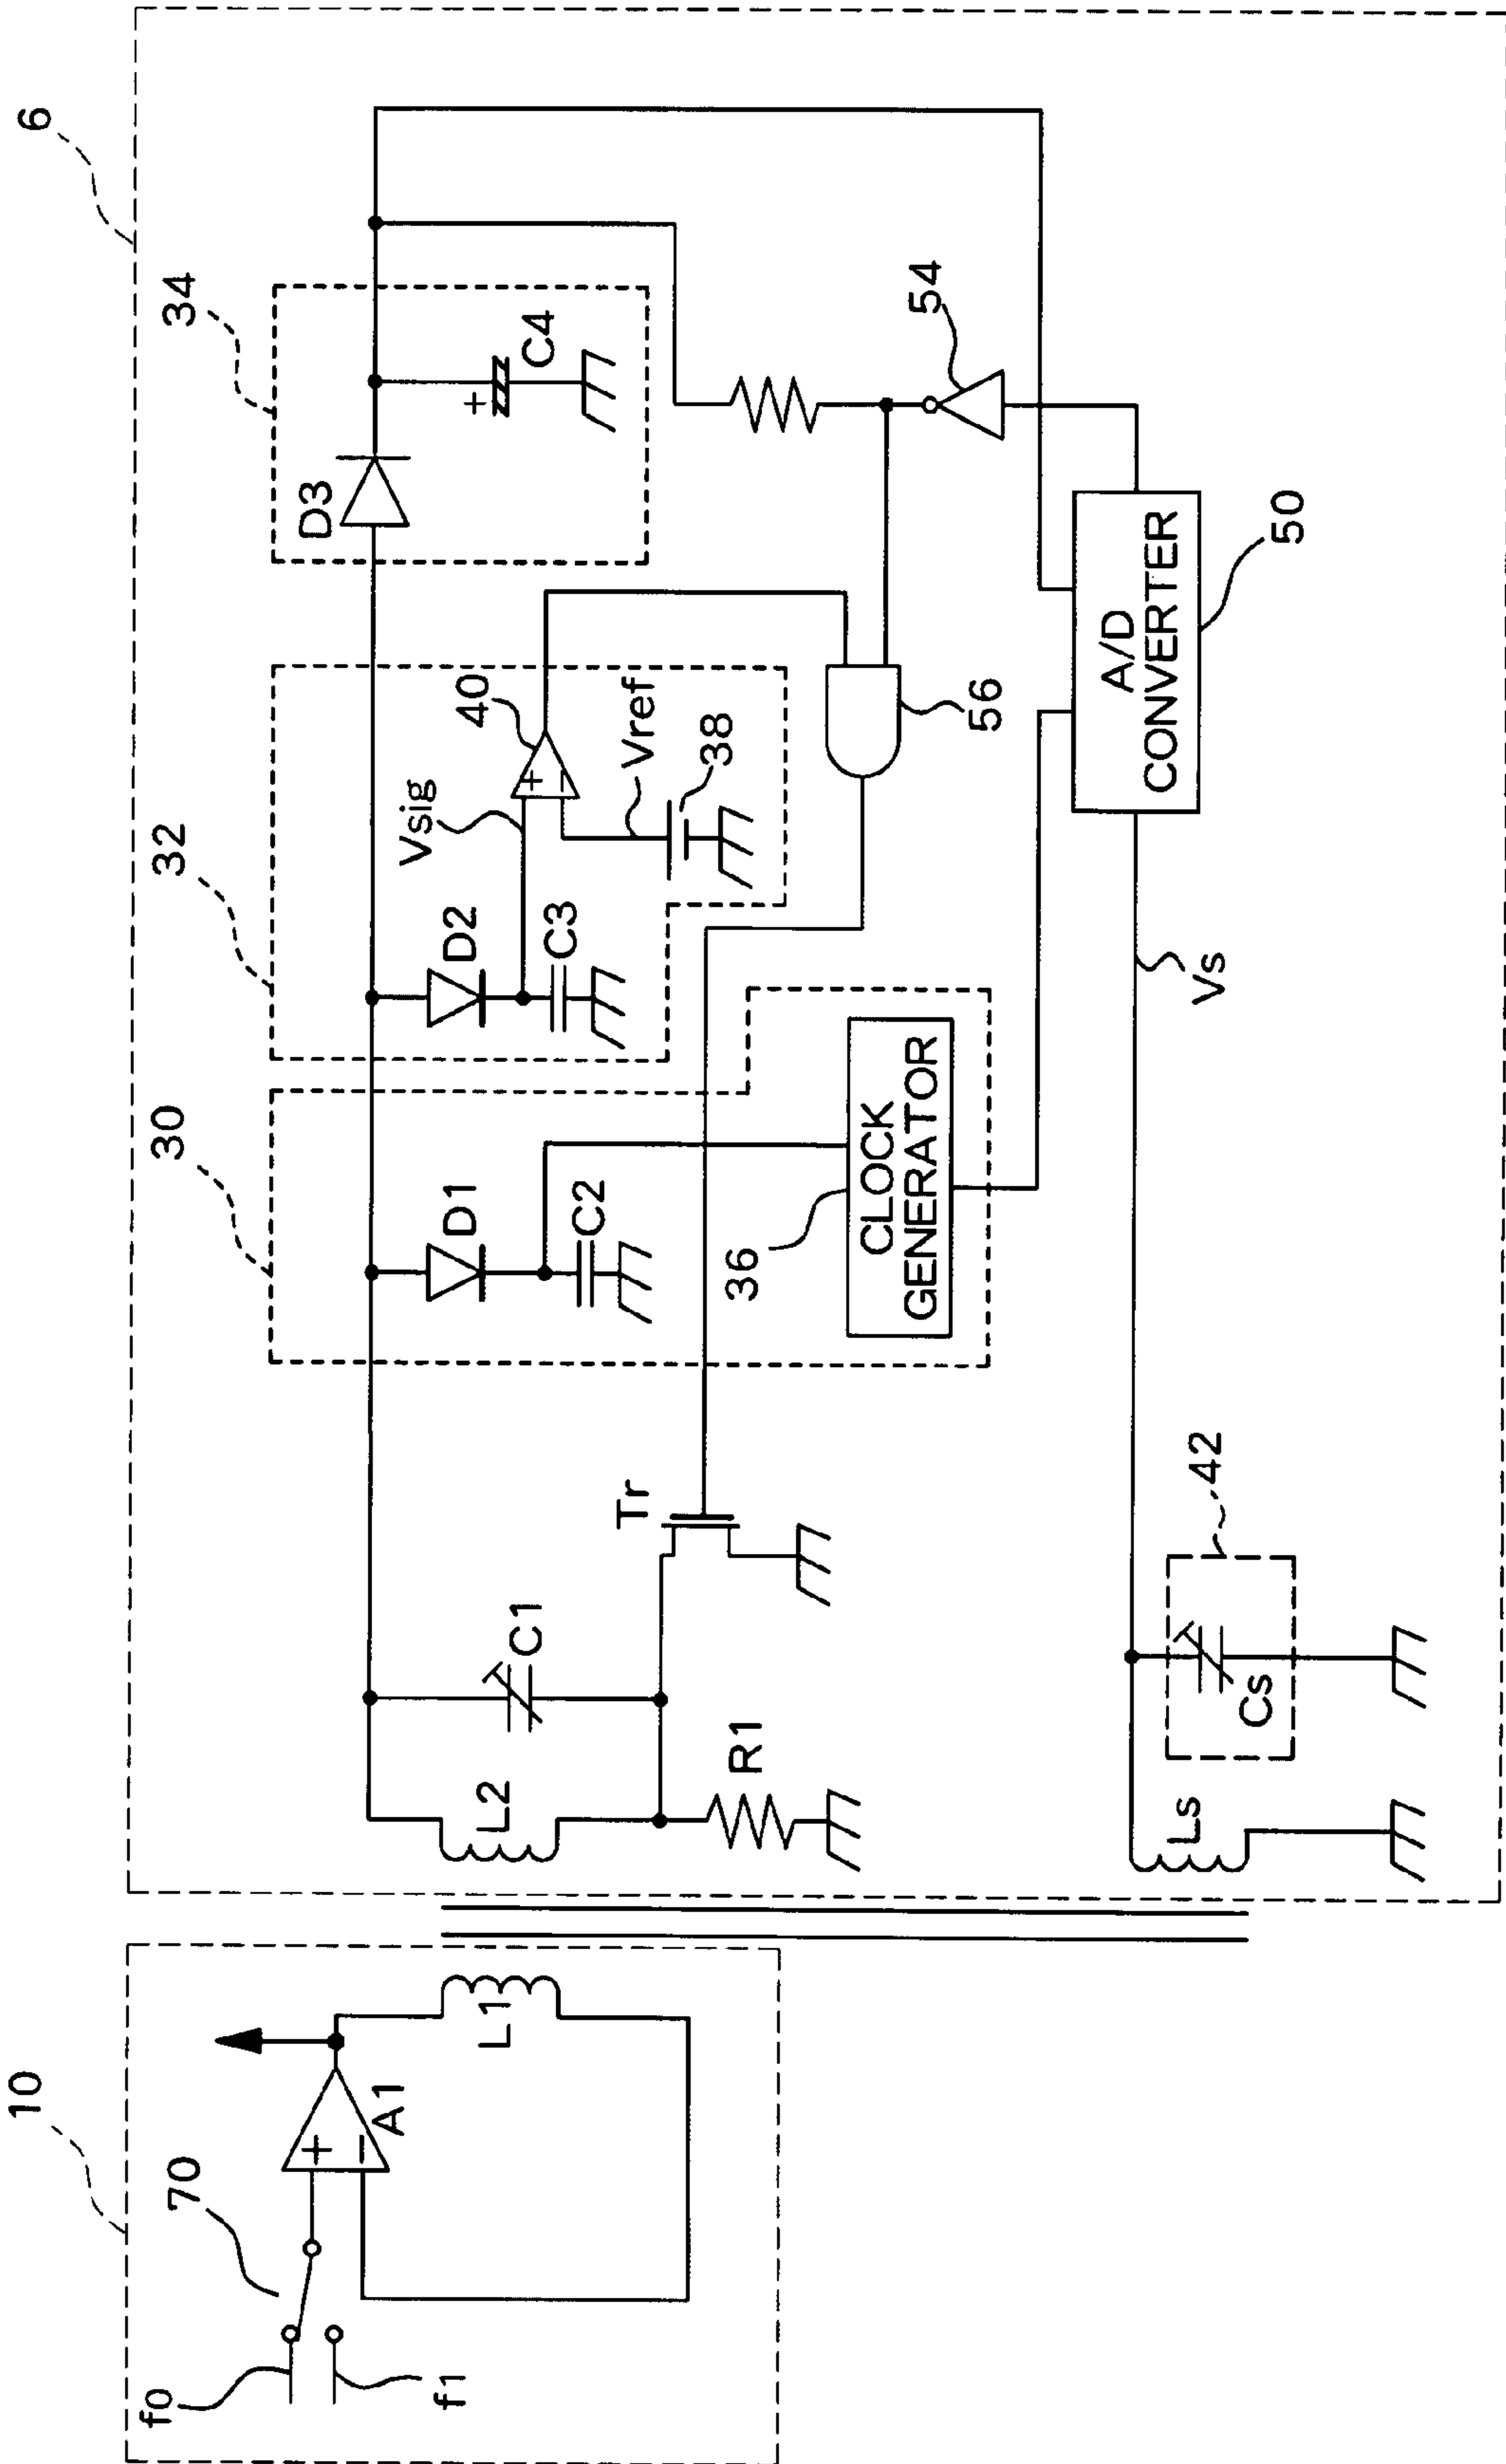 10
70
f0
f1
+
−
A1
L1
6
L2
C1
R1
Tr
30
D1
C2
36
CLOCK
GENERATOR
32
D2
C3
Vsig
40
+
−
Vref
38
34
D3
+
C4
54
56
A/D
CONVERTER
50
Vs
42
Ls
Cs